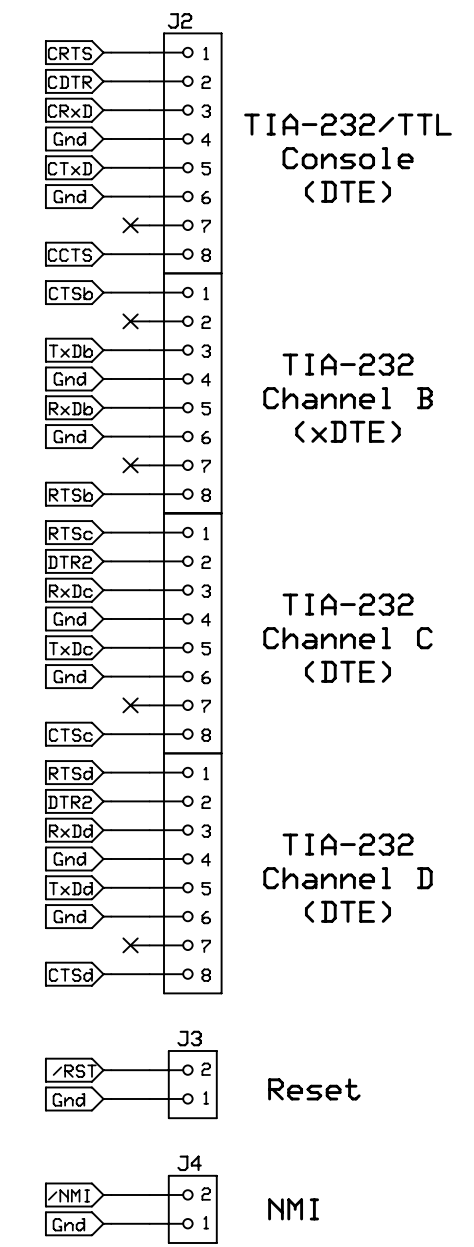 J2
CRTS 1
CDTR 2
CRxD 3
Gnd 4
CTxD 5
Gnd 6
7
CCTS 8
TIA-232/TTL
Console
(DTE)
CTSb 1
2
TxDb 3
Gnd 4
RxDb 5
Gnd 6
7
RTSb 8
TIA-232
Channel B
(xDTE)
RTSc 1
DTR2 2
RxDc 3
Gnd 4
TxDc 5
Gnd 6
7
CTSc 8
TIA-232
Channel C
(DTE)
RTSd 1
DTR2 2
RxDd 3
Gnd 4
TxDd 5
Gnd 6
7
CTSd 8
TIA-232
Channel D
(DTE)
J3
/RST 2
Gnd 1
Reset
J4
/NMI 2
Gnd 1
NMI